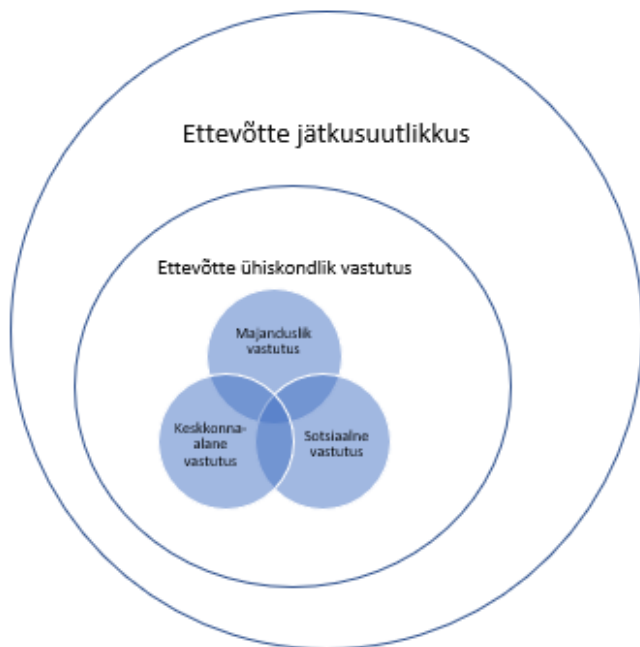 Ettevõtte jätkusuutlikkus
Ettevõtte ühiskondlik vastutus
Majanduslik
vastutus
Keskkonna-
alane
vastutus
Sotsiaalne
vastutus